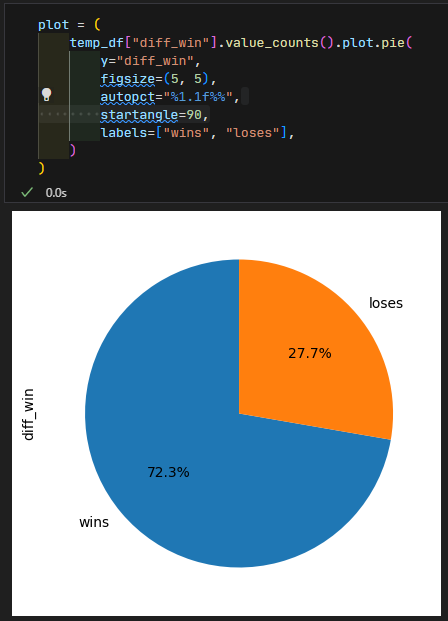 plot = (
temp_df["diff_win"].value_counts().plot.pie(
y="diff_win",
figsize=(5, 5),
autopct="%1.1f%%",
startangle=90,
labels=["wins", "loses"],
)
)
0.0s
loses
27.7%
diff_win
72.3%
wins